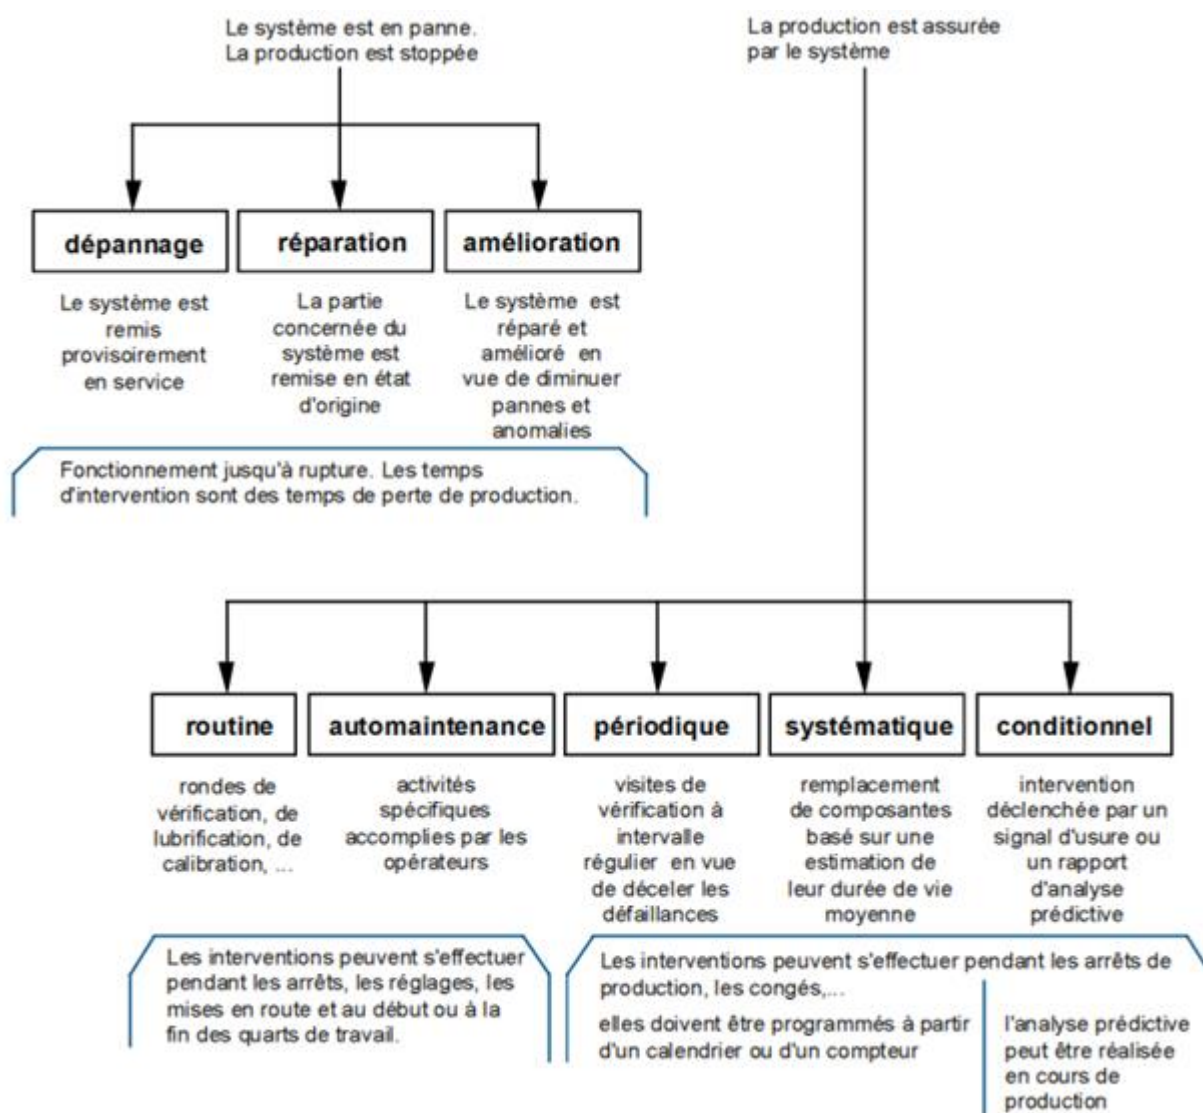 Le système est en panne.
La production est stoppée
La production est assurée
par le système
dépannage
réparation
amélioration
Le système est
remis
provisoirement
en service
La partie
concernée du
système est
remise en état
d'origine
Le système est
réparé et
amélioré en
vue de diminuer
pannes et
anomalies
Fonctionnement jusqu'à rupture. Les temps
d'intervention sont des temps de perte de production.
routine
automaintenance
périodique
systématique
conditionnel
rondes de
vérification, de
lubrification, de
calibration, ...
activités
spécifiques
accomplies par les
opérateurs
visites de
vérification à
intervalle
régulier en vue
de déceler les
défaillances
remplacement
de composantes
basé sur une
estimation de
leur durée de vie
moyenne
intervention
déclenchée par un
signal d'usure ou
un rapport
d'analyse
prédictive
Les interventions peuvent s'effectuer
pendant les arrêts, les réglages, les
mises en route et au début ou à la
fin des quarts de travail.
Les interventions peuvent s'effectuer pendant les arrêts de
production, les congés,...
elles doivent être programmés à partir
d'un calendrier ou d'un compteur
l'analyse prédictive
peut être réalisée
en cours de
production